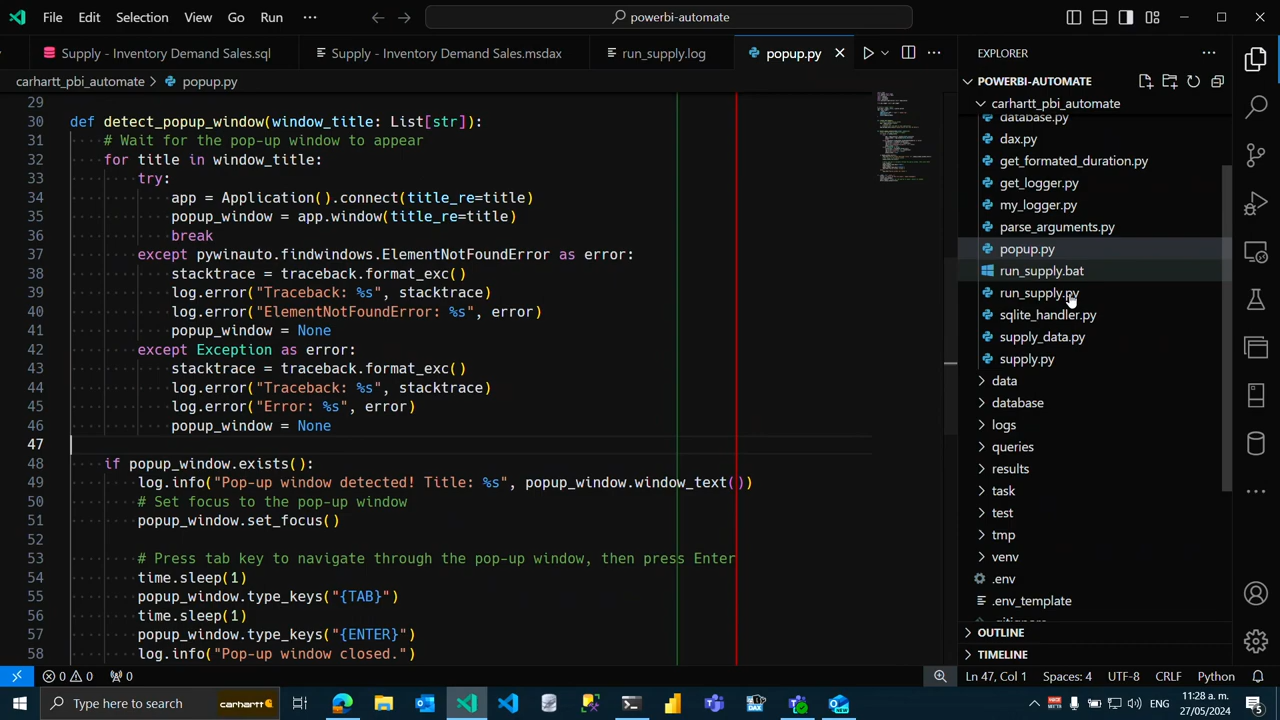 File Edit Selection View Go Run ··· powerbi-automate
Supply - Inventory Demand Sales.sql Supply - Inventory Demand Sales.msdax run_supply.log popup.py
carhartt_pbi_automate > popup.py
29
30 def detect_popup_window(window_title: List[str]):
31 # Wait for the pop-up window to appear
32 for title in window_title:
33 try:
34 app = Application().connect(title_re=title)
35 popup_window = app.window(title_re=title)
36 break
37 except pywinauto.findwindows.ElementNotFoundError as error:
38 stacktrace = traceback.format_exc()
39 log.error("Traceback: %s", stacktrace)
40 log.error("ElementNotFoundError: %s", error)
41 popup_window = None
42 except Exception as error:
43 stacktrace = traceback.format_exc()
44 log.error("Traceback: %s", stacktrace)
45 log.error("Error: %s", error)
46 popup_window = None
47
48 if popup_window.exists():
49 log.info("Pop-up window detected! Title: %s", popup_window.window_text())
50 # Set focus to the pop-up window
51 popup_window.set_focus()
52
53 # Press tab key to navigate through the pop-up window, then press Enter
54 time.sleep(1)
55 popup_window.type_keys("{TAB}")
56 time.sleep(1)
57 popup_window.type_keys("{ENTER}")
58 log.info("Pop-up window closed.")
EXPLORER
POWERBI-AUTOMATE
carhartt_pbi_automate
database.py
dax.py
get_formated_duration.py
get_logger.py
my_logger.py
parse_arguments.py
popup.py
run_supply.bat
run_supply.py
sqlite_handler.py
supply_data.py
supply.py
data
database
logs
queries
results
task
test
tmp
venv
.env
.env_template
.gitignore
OUTLINE
TIMELINE
0 0 0 Ln 47, Col 1 Spaces: 4 UTF-8 CRLF Python
Type here to search carhartt ENG 11:28 a. m.
27/05/2024 5